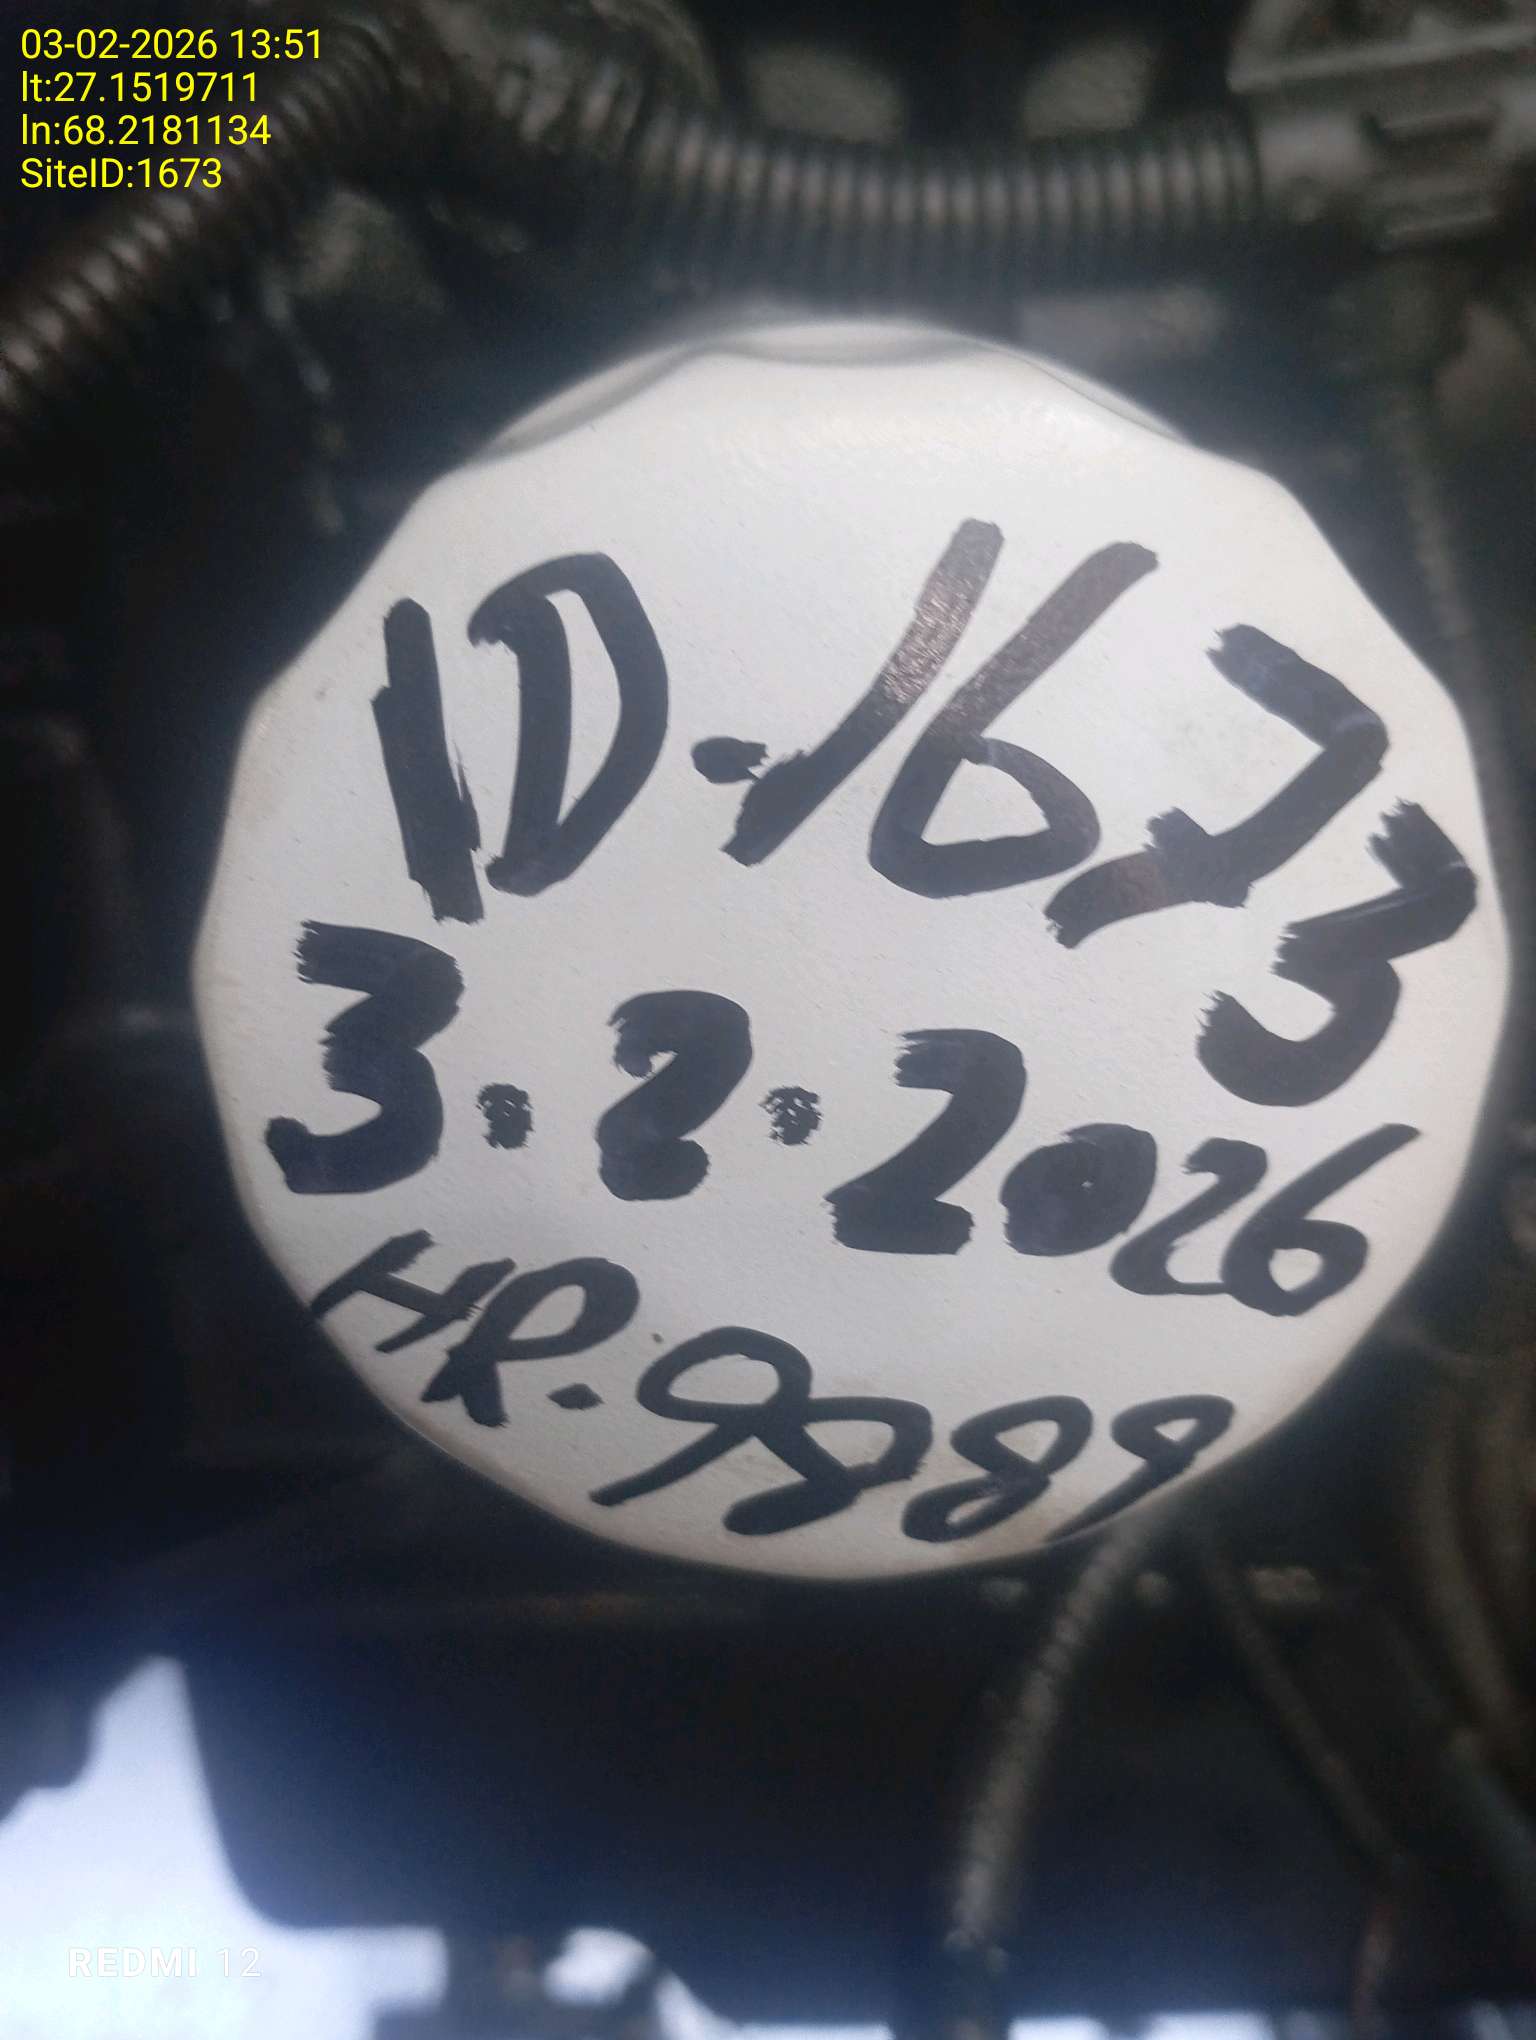 03-02-2026 13:51
lt:27.1519711
ln:68.2181134
SiteID:1673
ID-1673
3.2.2026
HR-9889
REDMI 12